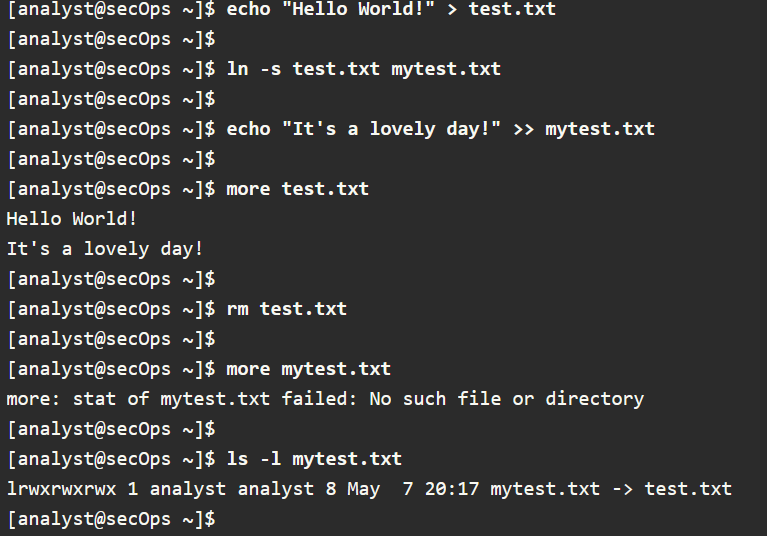 [analyst@secOps ~]$ echo "Hello World!" > test.txt
[analyst@secOps ~]$
[analyst@secOps ~]$ ln -s test.txt mytest.txt
[analyst@secOps ~]$
[analyst@secOps ~]$ echo "It's a lovely day!" >> mytest.txt
[analyst@secOps ~]$
[analyst@secOps ~]$ more test.txt
Hello World!
It's a lovely day!
[analyst@secOps ~]$
[analyst@secOps ~]$ rm test.txt
[analyst@secOps ~]$
[analyst@secOps ~]$ more mytest.txt
more: stat of mytest.txt failed: No such file or directory
[analyst@secOps ~]$
[analyst@secOps ~]$ ls -l mytest.txt
lrwxrwxrwx 1 analyst analyst 8 May  7 20:17 mytest.txt -> test.txt
[analyst@secOps ~]$